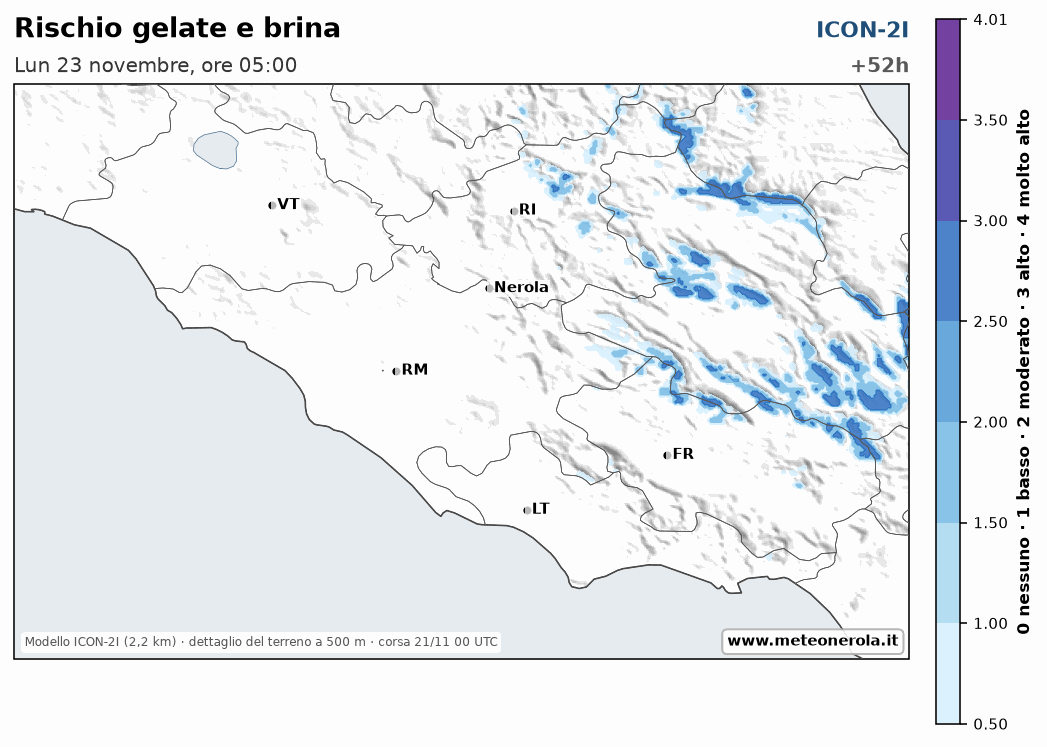 Rischio gelate e brina
ICON-2I
Lun 23 novembre, ore 05:00
+52h
VT
RI
Nerola
RM
FR
LT
Modello ICON-2I (2,2 km) · dettaglio del terreno a 500 m · corsa 21/11 00 UTC
www.meteonerola.it
4.01
3.50
3.00
2.50
2.00
1.50
1.00
0.50
0 nessuno · 1 basso · 2 moderato · 3 alto · 4 molto alto